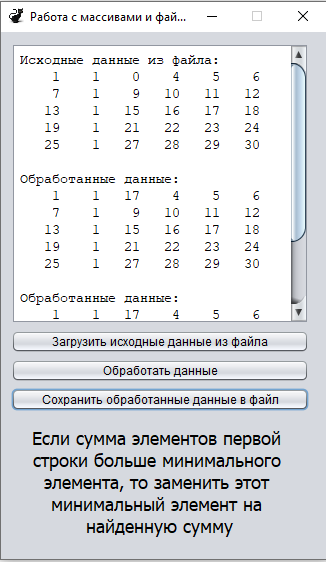 Работа с массивами и фай...
Исходные данные из файла:
1 1 0 4 5 6
7 1 9 10 11 12
13 1 15 16 17 18
19 1 21 22 23 24
25 1 27 28 29 30
Обработанные данные:
1 1 17 4 5 6
7 1 9 10 11 12
13 1 15 16 17 18
19 1 21 22 23 24
25 1 27 28 29 30
Обработанные данные:
1 1 17 4 5 6
Загрузить исходные данные из файла
Обработать данные
Сохранить обработанные данные в файл
Если сумма элементов первой
строки больше минимального
элемента, то заменить этот
минимальный элемент на
найденную сумму